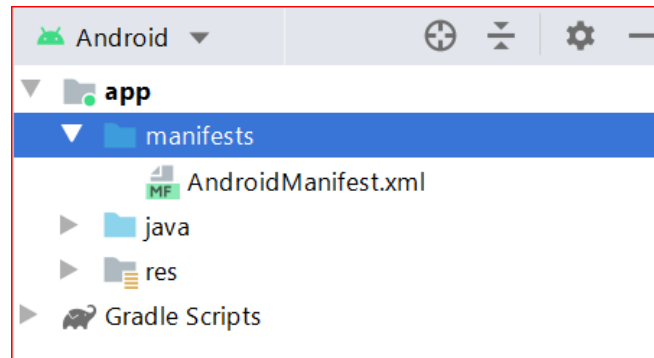 Android
app
manifests
MF AndroidManifest.xml
java
res
Gradle Scripts